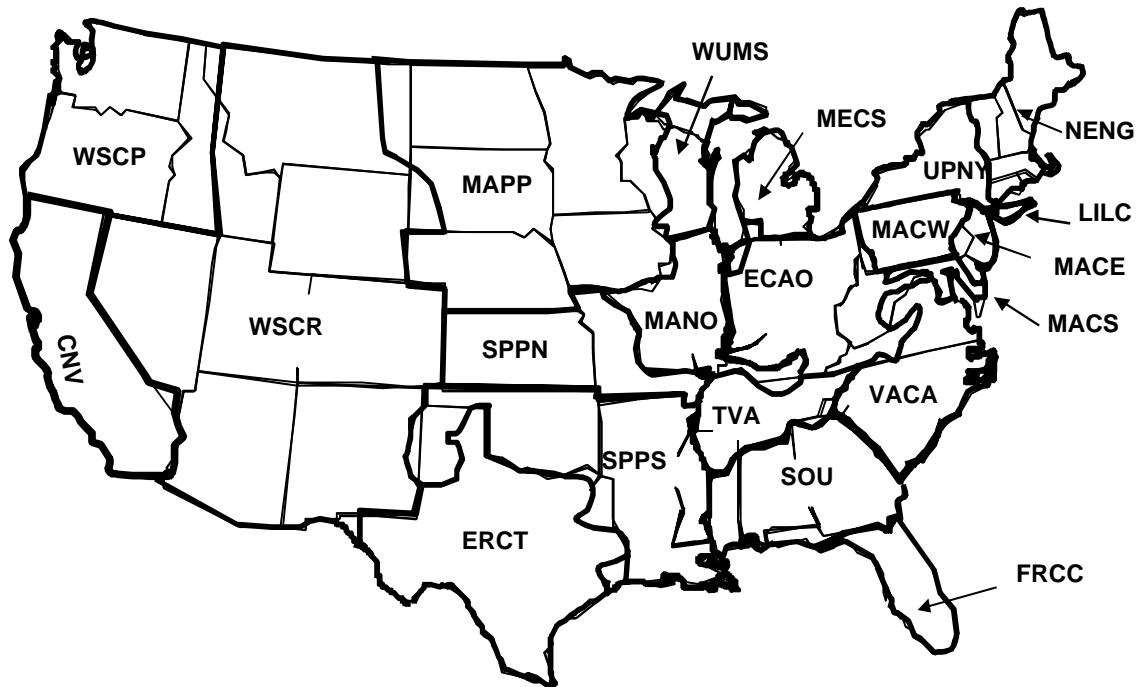 WUMS
MECS
NENG
WSCP
UPNY
MAPP
LILC
MACW
MACE
ECAO
MACS
WSCR
MANO
SPPN
CNV
VACA
TVA
SPPS
SOU
ERCT
FRCC